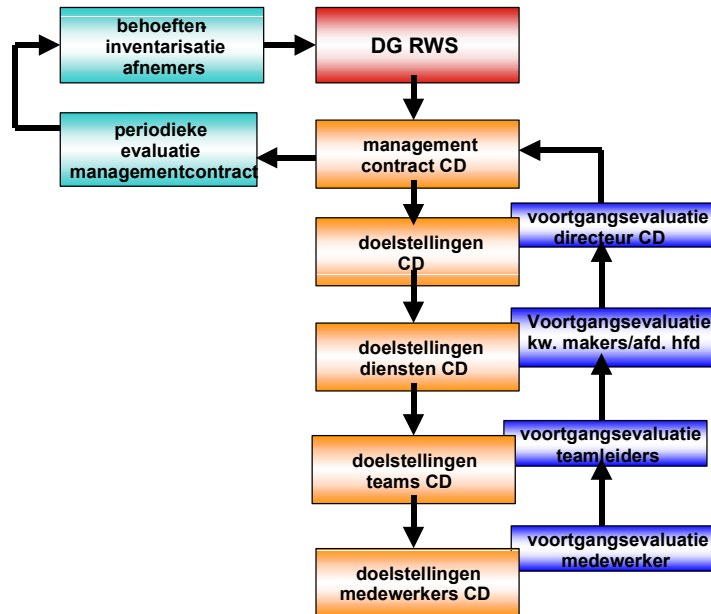 behoeften-
inventarisatie
afnemers
DG RWS
periodieke
evaluatie
managementcontract
management
contract CD
doelstellingen
CD
voortgangsevaluatie
directeur CD
doelstellingen
diensten CD
Voortgangsevaluatie
kw. makers/afd. hfd
doelstellingen
teams CD
voortgangsevaluatie
teamleiders
doelstellingen
medewerkers CD
voortgangsevaluatie
medewerker